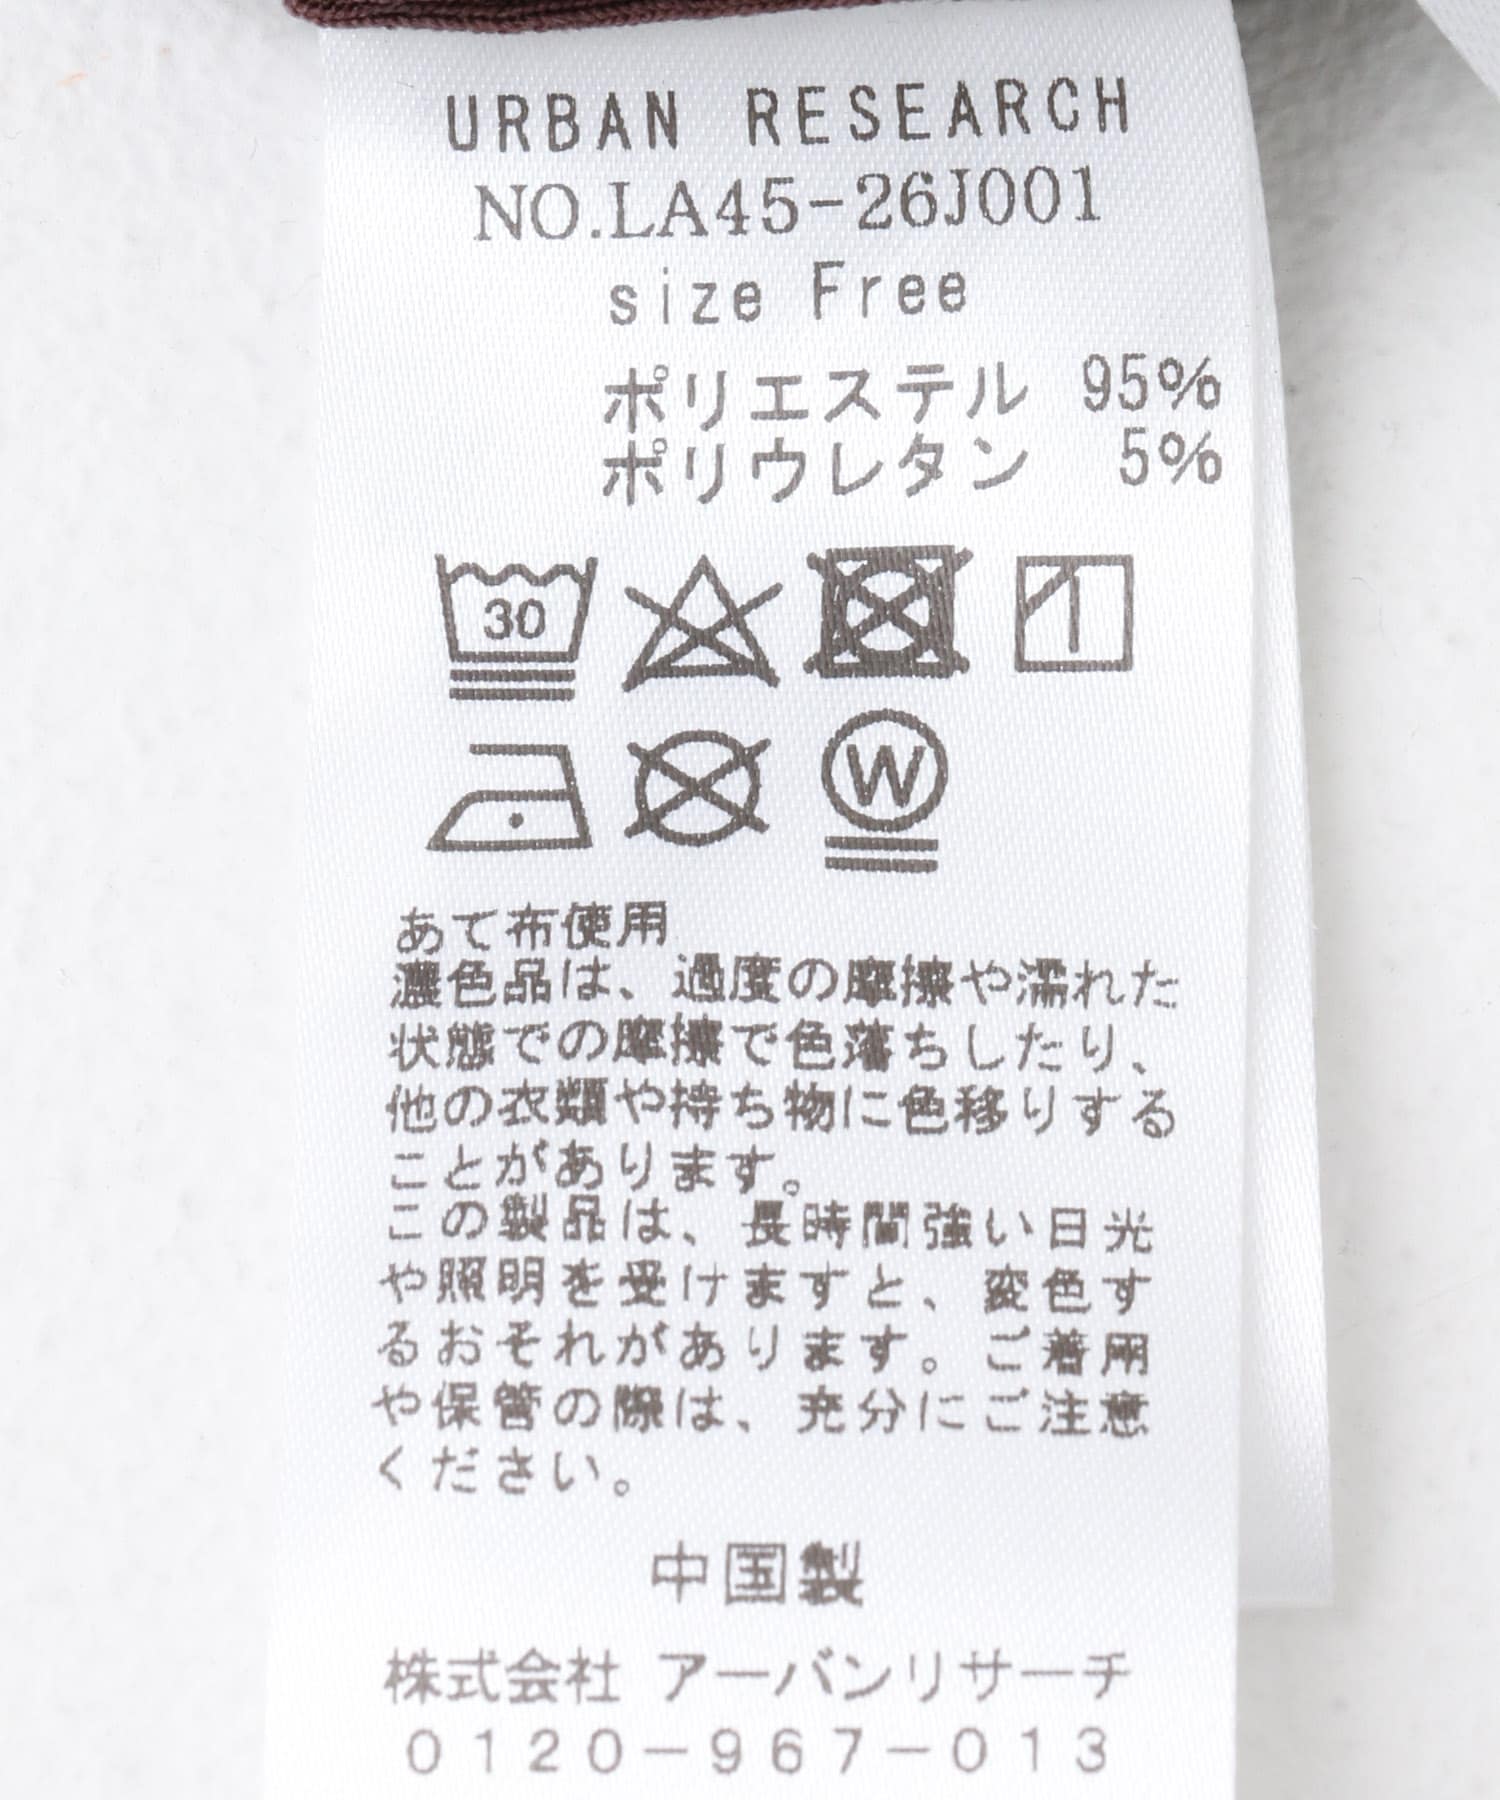 URBAN RESEARCH
NO.LA45-26J001
size Free
ポリエステル 95%
ポリウレタン 5%
30
W
あて布使用
濃色品は、過度の摩擦や濡れた
状態での摩擦で色落ちしたり、
他の衣類や持ち物に色移りする
ことがあります。
この製品は、長時間強い日光
や照明を受けますと、変色す
るおそれがあります。ご着用
や保管の際は、充分にご注意
ください。
中国製
株式会社 アーバンリサーチ
0120-967-013